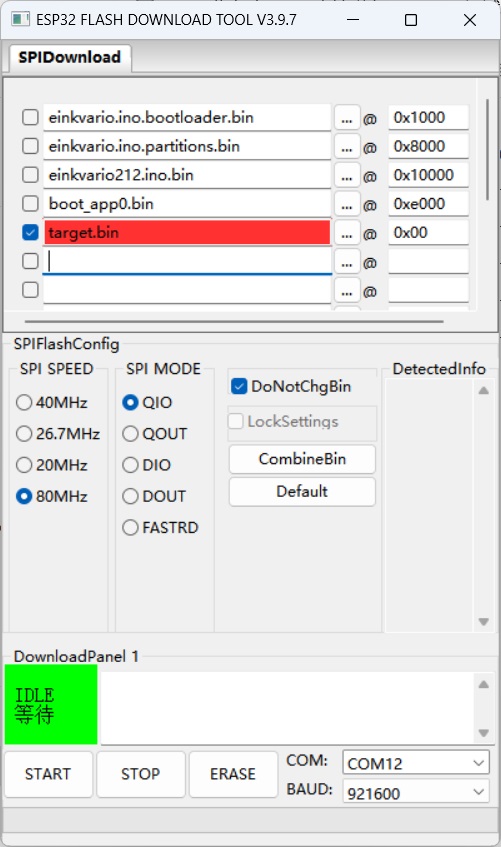 ESP32 FLASH DOWNLOAD TOOL V3.9.7
SPIDownload
einkvario.ino.bootloader.bin ... @ 0x1000
einkvario.ino.partitions.bin ... @ 0x8000
einkvario212.ino.bin ... @ 0x10000
boot_app0.bin ... @ 0xe000
target.bin ... @ 0x00
... @
... @
SPIFlashConfig
SPI SPEED
40MHz
26.7MHz
20MHz
80MHz
SPI MODE
QIO
QOUT
DIO
DOUT
FASTRD
DoNotChgBin
LockSettings
CombineBin
Default
DetectedInfo
DownloadPanel 1
IDLE
等待
START STOP ERASE
COM: COM12
BAUD: 921600